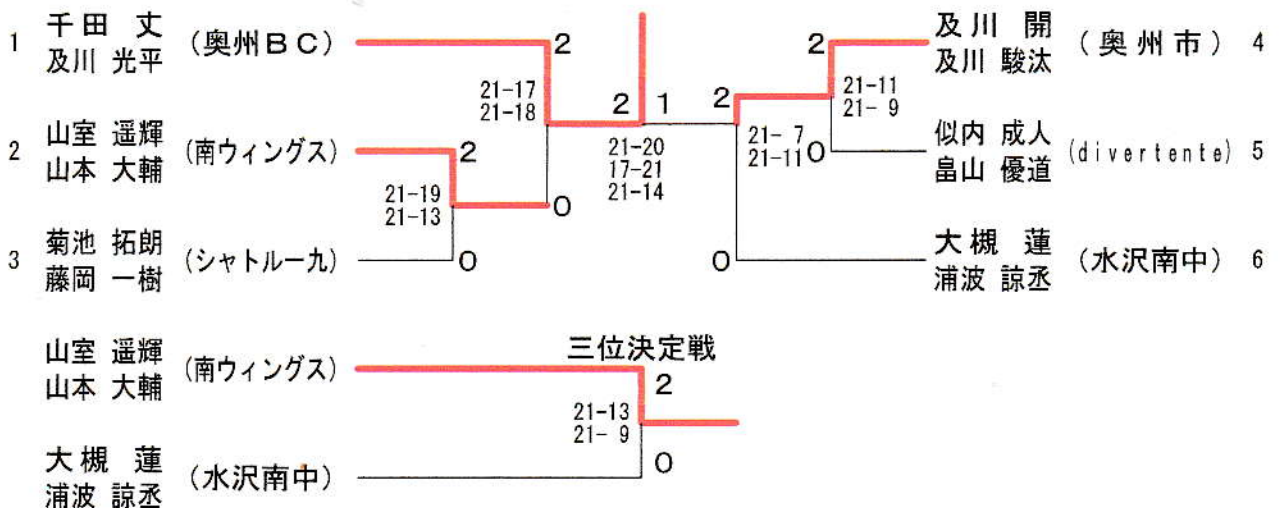 1 千田 丈 (奥州BC) 2 2 及川 開 (奥州市) 4
及川 光平 及川 駿汰
21-17 2 1 2 21-11
21-18 21- 9
2 山室 遥輝 (南ウィングス) 2 21-20 21- 7 0 似内 成人 (divertente) 5
山本 大輔 17-21 21-11 畠山 優道
21-19 0 21-14
21-13
3 菊池 拓朗 (シャトルー九) 0 0 大槻 蓮 (水沢南中) 6
藤岡 一樹 浦波 諒丞
三位決定戦
山室 遥輝 (南ウィングス) 2
山本 大輔
21-13
21- 9
大槻 蓮 (水沢南中) 0
浦波 諒丞